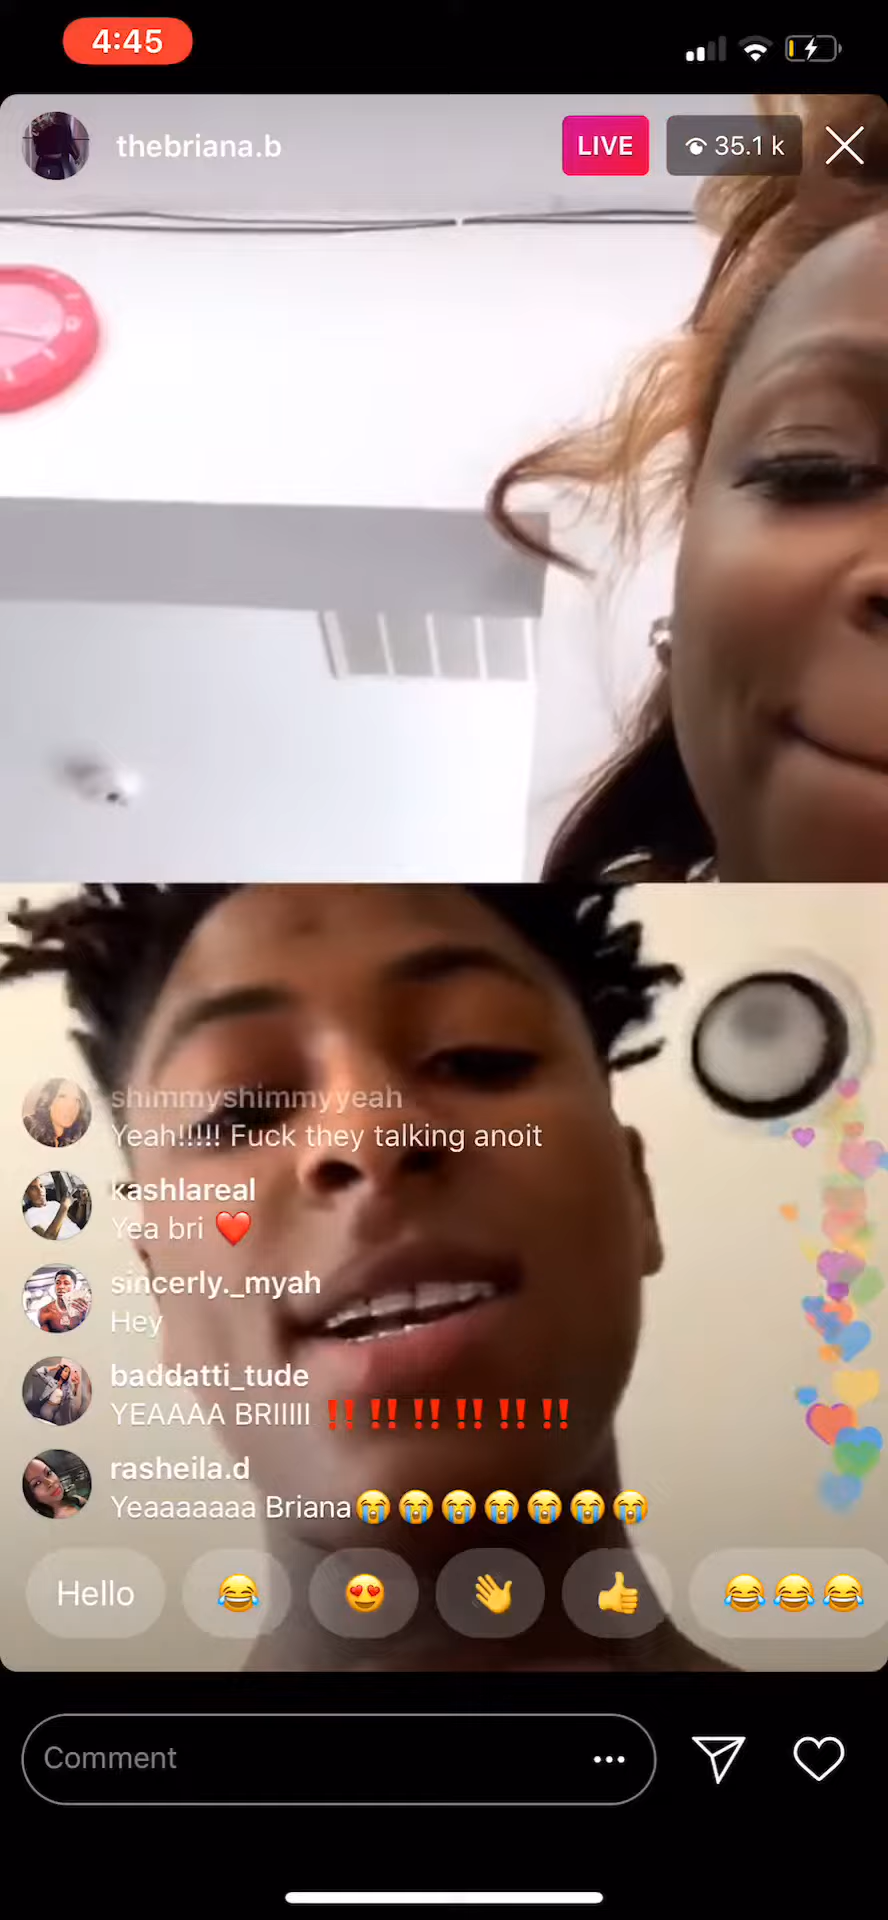 4:45
thebriana.b
LIVE
35.1 k
shimmyshimmyyeah
Yeah!!!!! Fuck they talking anoit
kashlareal
Yea bri ❤️
sincerly._myah
Hey
baddatti_tude
YEAAAA BRIIIII ‼️ ‼️ ‼️ ‼️ ‼️ ‼️
rasheila.d
Yeaaaaaaa Briana😭😭😭😭😭😭😭
Hello 😂 😍 👋 👍 😂😂😂
Comment